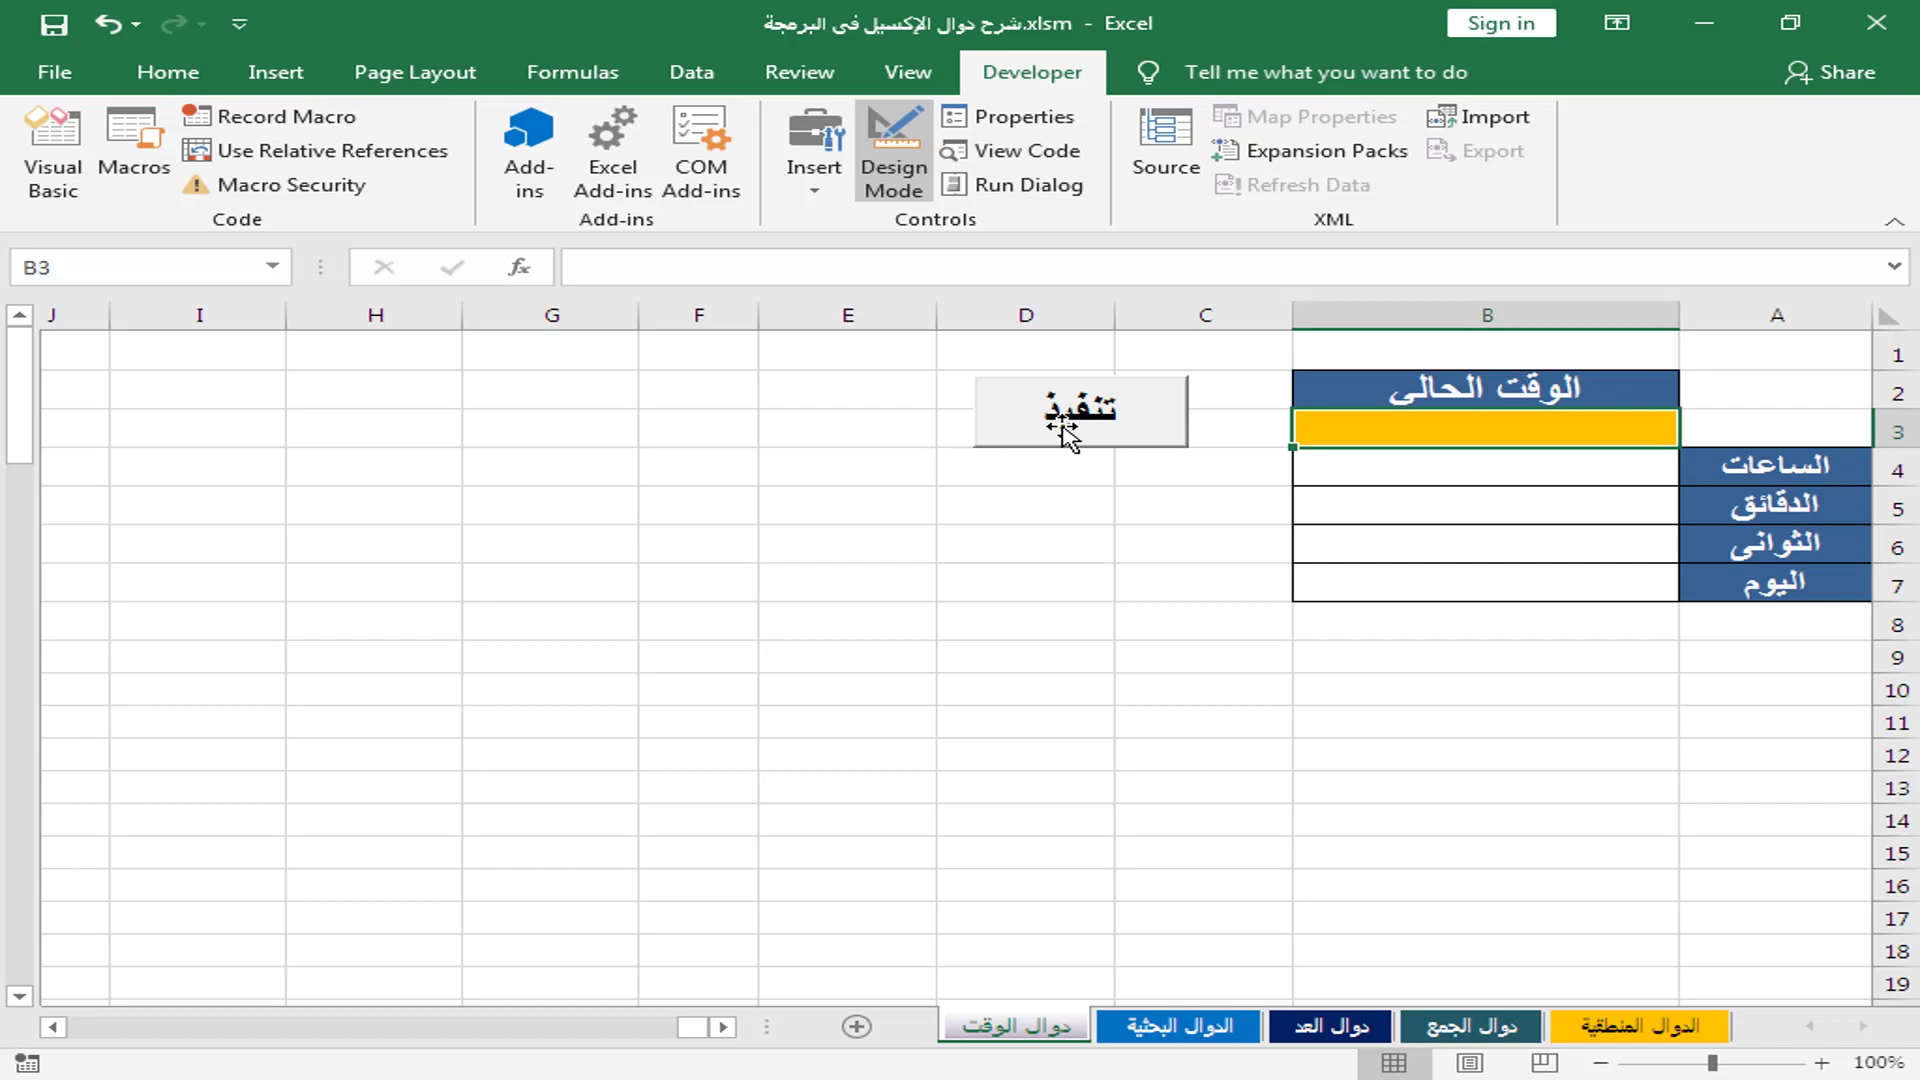 شرح دوال الإكسيل فى البرمجة.xlsm - Excel
Sign in
File Home Insert Page Layout Formulas Data Review View Developer Tell me what you want to do Share
Visual Basic
Macros
Record Macro
Use Relative References
Macro Security
Code
Add-ins
Excel Add-ins
COM Add-ins
Add-ins
Insert
Design Mode
Properties
View Code
Run Dialog
Controls
Source
Map Properties
Expansion Packs
Refresh Data
Import
Export
XML
B3
fx
J I H G F E D C B A
1
الوقت الحالى
2
تنفيذ
3
الساعات
4
الدقائق
5
الثوانى
6
اليوم
7
8
9
10
11
12
13
14
15
16
17
18
19
الدوال المنطقية
دوال الجمع
دوال العد
الدوال البحثية
دوال الوقت
100%